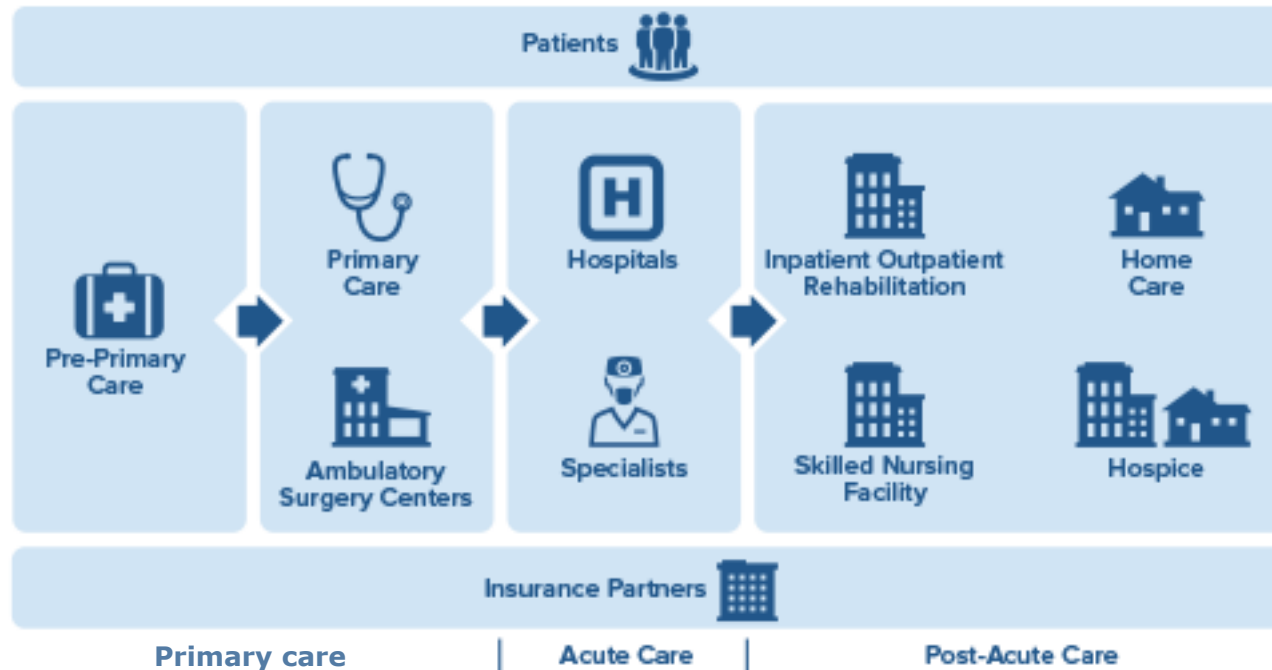 Patients
Pre-Primary
Care
Primary
Care
Ambulatory
Surgery Centers
H
Hospitals
Specialists
Inpatient Outpatient
Rehabilitation
Home
Care
Skilled Nursing
Facility
Hospice
Insurance Partners
Primary care
Acute Care
Post-Acute Care